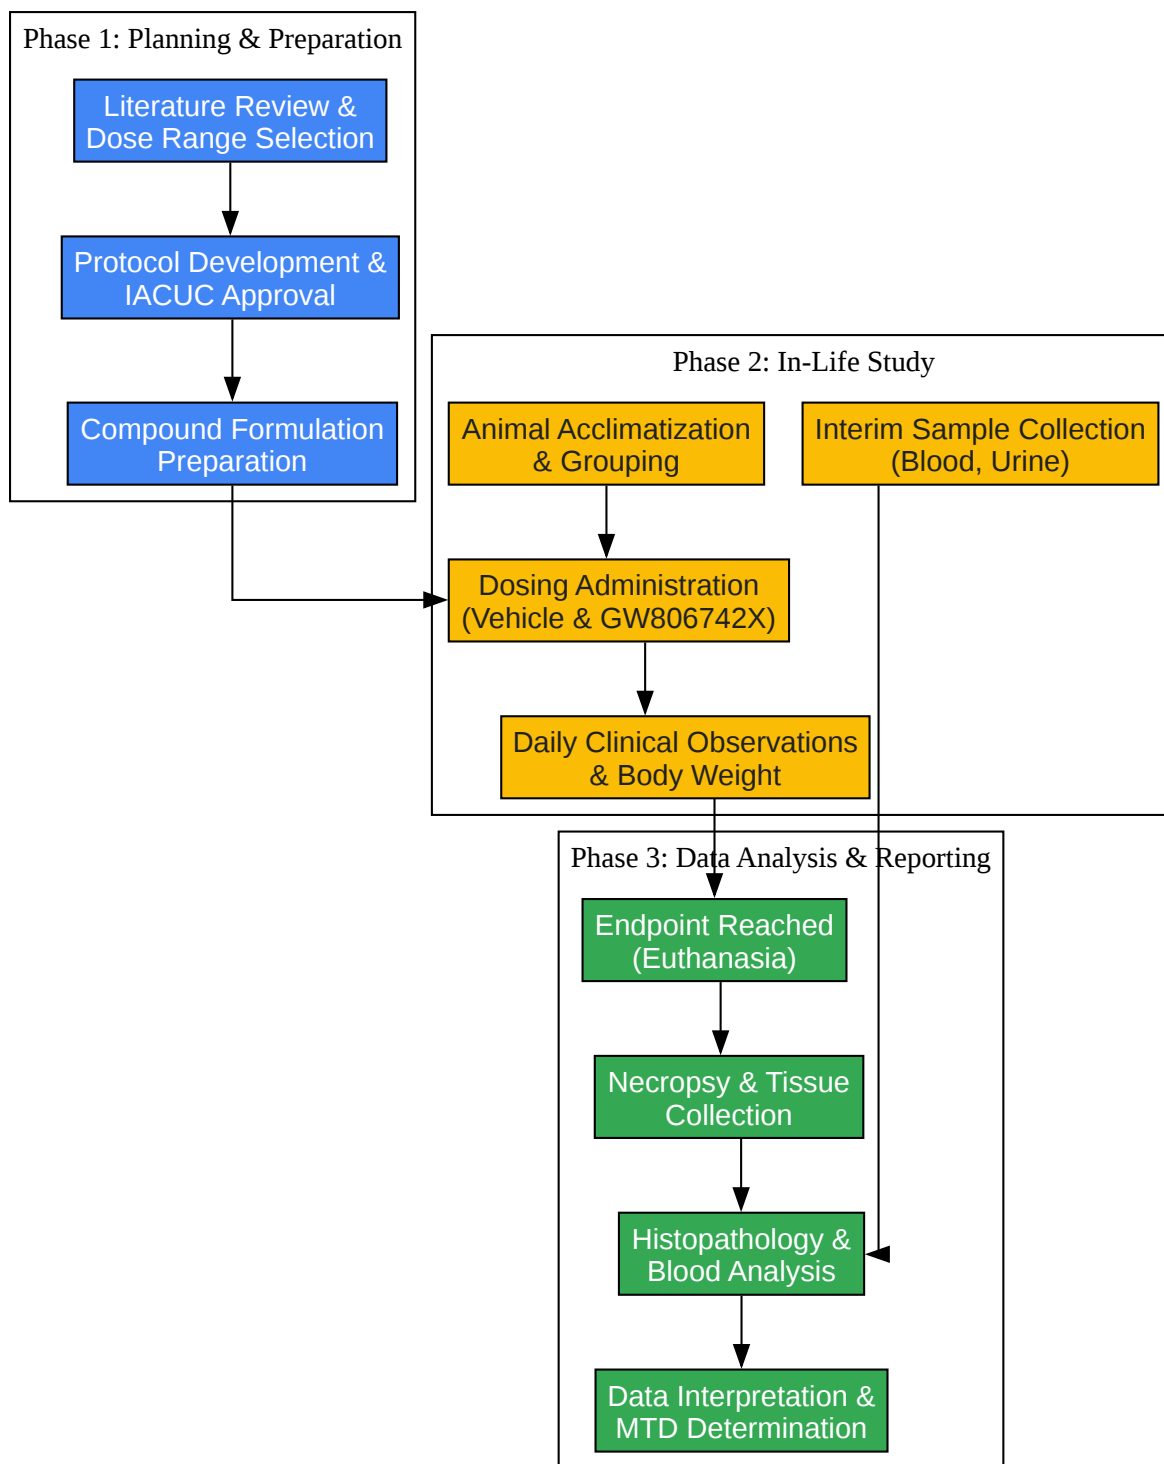 Phase 1: Planning & Preparation
Literature Review &
Dose Range Selection
Protocol Development &
IACUC Approval
Compound Formulation
Preparation
Phase 2: In-Life Study
Animal Acclimatization
& Grouping
Interim Sample Collection
(Blood, Urine)
Dosing Administration
(Vehicle & GW806742X)
Daily Clinical Observations
& Body Weight
Phase 3: Data Analysis & Reporting
Endpoint Reached
(Euthanasia)
Necropsy & Tissue
Collection
Histopathology &
Blood Analysis
Data Interpretation &
MTD Determination